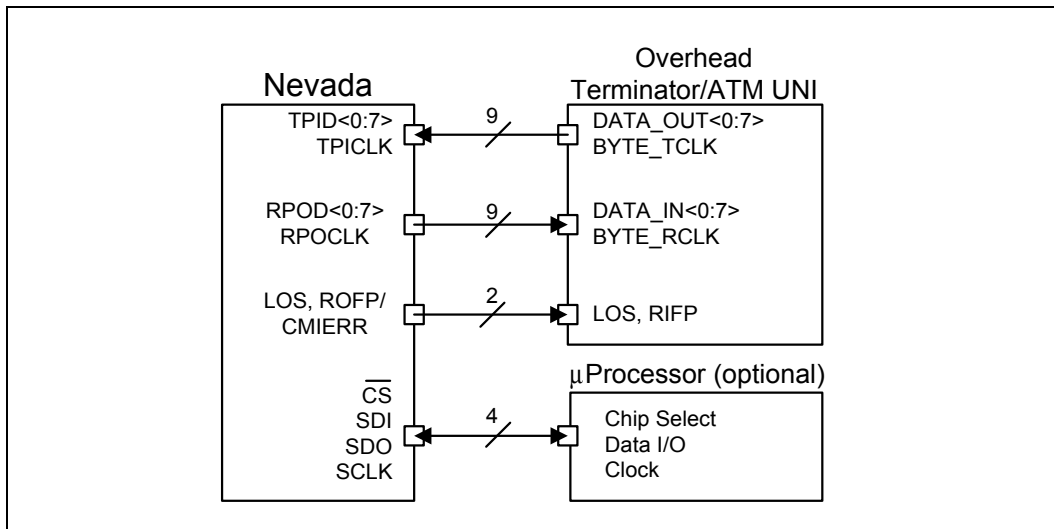 Nevada
Overhead
Terminator/ATM UNI
TPID<0:7>
TPICLK
9
DATA_OUT<0:7>
BYTE_TCLK
RPOD<0:7>
RPOCLK
9
DATA_IN<0:7>
BYTE_RCLK
LOS, ROFP/
CMIERR
2
LOS, RIFP
μProcessor (optional)
CS
SDI
SDO
SCLK
4
Chip Select
Data I/O
Clock